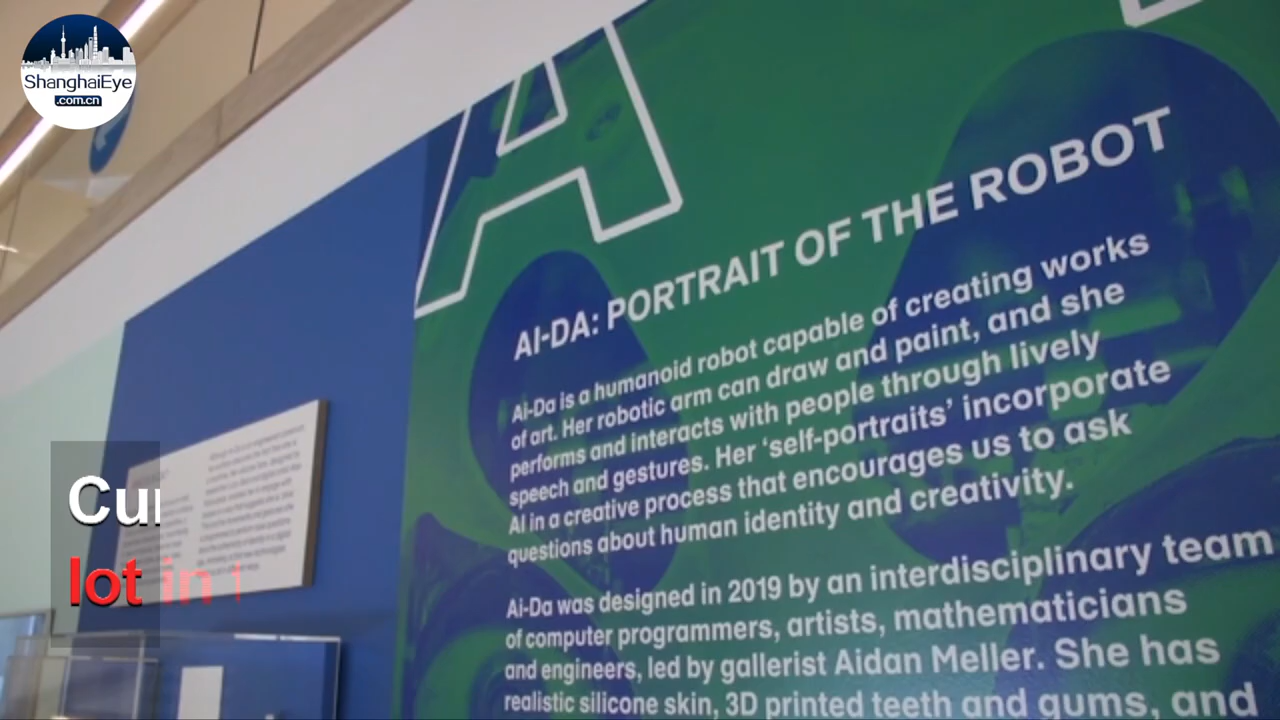 ShanghaiEye
.com.cn
A
AI-DA: PORTRAIT OF THE ROBOT
Ai-Da is a humanoid robot capable of creating works
of art. Her robotic arm can draw and paint, and she
performs and interacts with people through lively
speech and gestures. Her ‘self-portraits’ incorporate
AI in a creative process that encourages us to ask
questions about human identity and creativity.
Ai-Da was designed in 2019 by an interdisciplinary team
of computer programmers, artists, mathematicians
and engineers, led by gallerist Aidan Meller. She has
realistic silicone skin, 3D printed teeth and gums, and
lot in